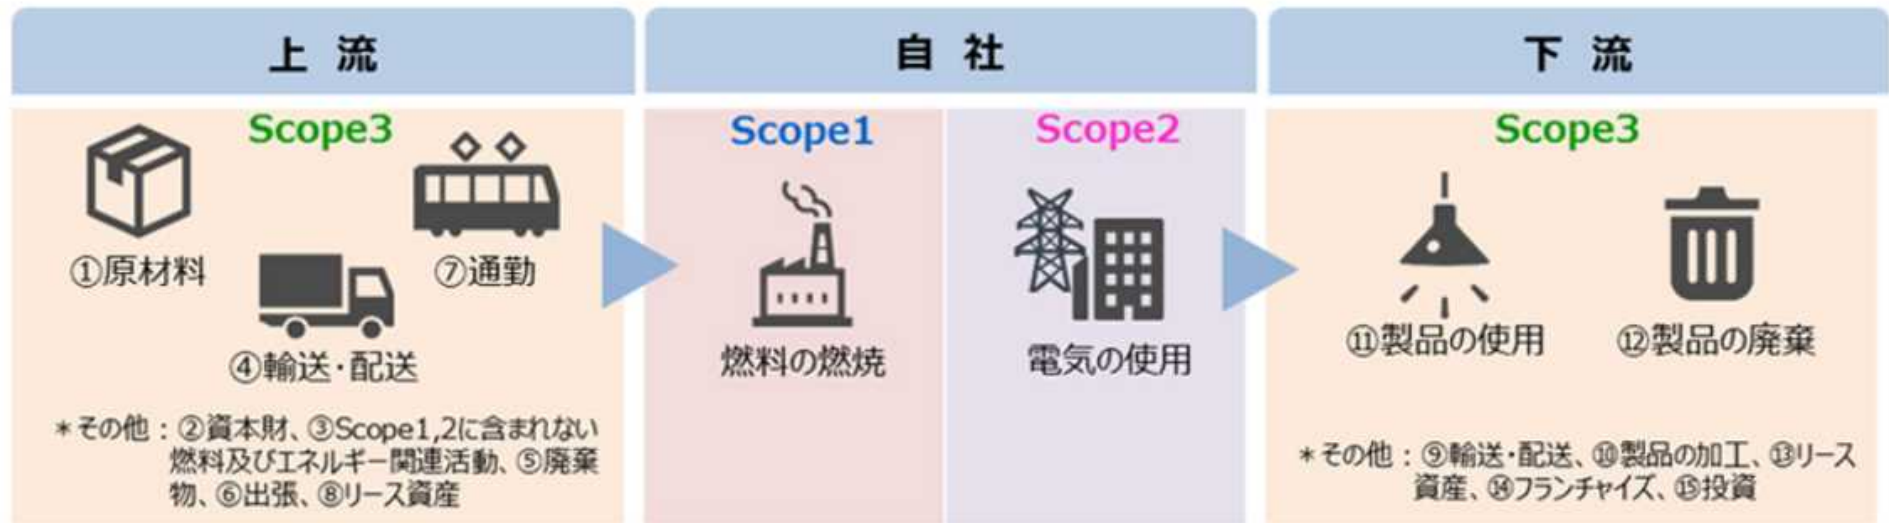 上 流
自 社
下 流
Scope3
①原材料
⑦通勤
④輸送・配送
＊その他：②資本財、③Scope1,2に含まれない
燃料及びエネルギー関連活動、⑤廃棄
物、⑥出張、⑧リース資産
Scope1
燃料の燃焼
Scope2
電気の使用
Scope3
⑪製品の使用
⑫製品の廃棄
＊その他：⑨輸送・配送、⑩製品の加工、⑬リース
資産、⑭フランチャイズ、⑮投資